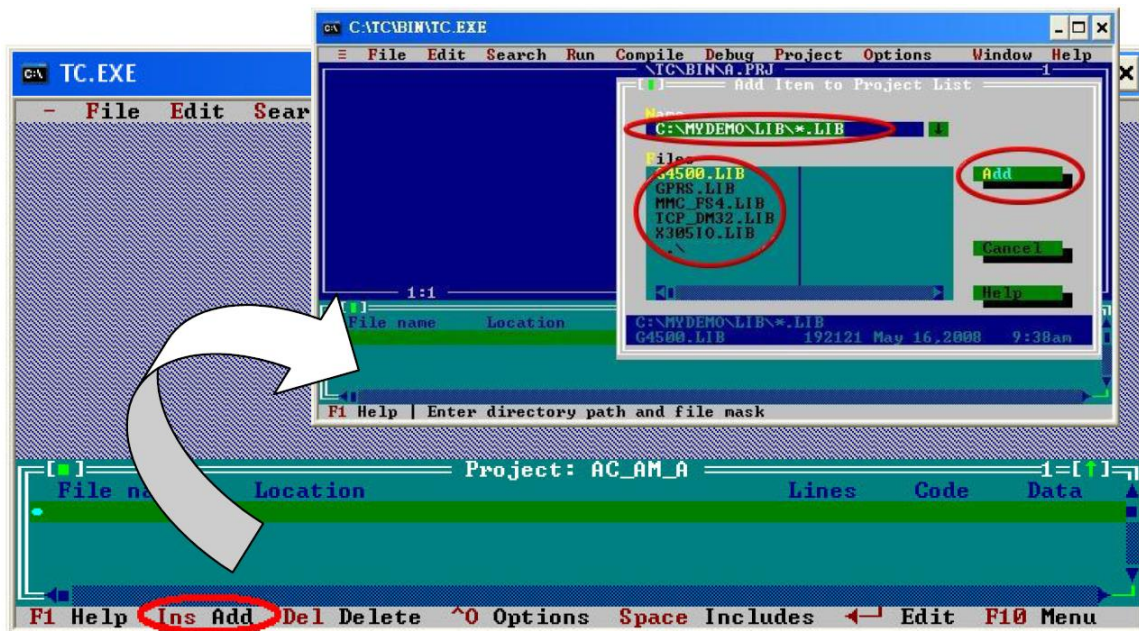 C:\TC\BIN\TC.EXE
≡ File Edit Search Run Compile Debug Project Options Window Help
\TC\BIN\A.PRJ 1
Add Item to Project List
Name
C:\MYDEMO\LIB\*.LIB
Files
G4500.LIB
GPRS.LIB
MMC_FS4.LIB
TCP_DM32.LIB
X305IO.LIB
..\
Add
Cancel
Help
C:\MYDEMO\LIB\*.LIB
G4500.LIB 192121 May 16,2008 9:38am
1:1
File name Location
F1 Help | Enter directory path and file mask
TC.EXE
File Edit Sear
Project: AC_AM_A 1=[↑]
File na Location Lines Code Data
F1 Help Ins Add Del Delete ^O Options Space Includes ←┘ Edit F10 Menu